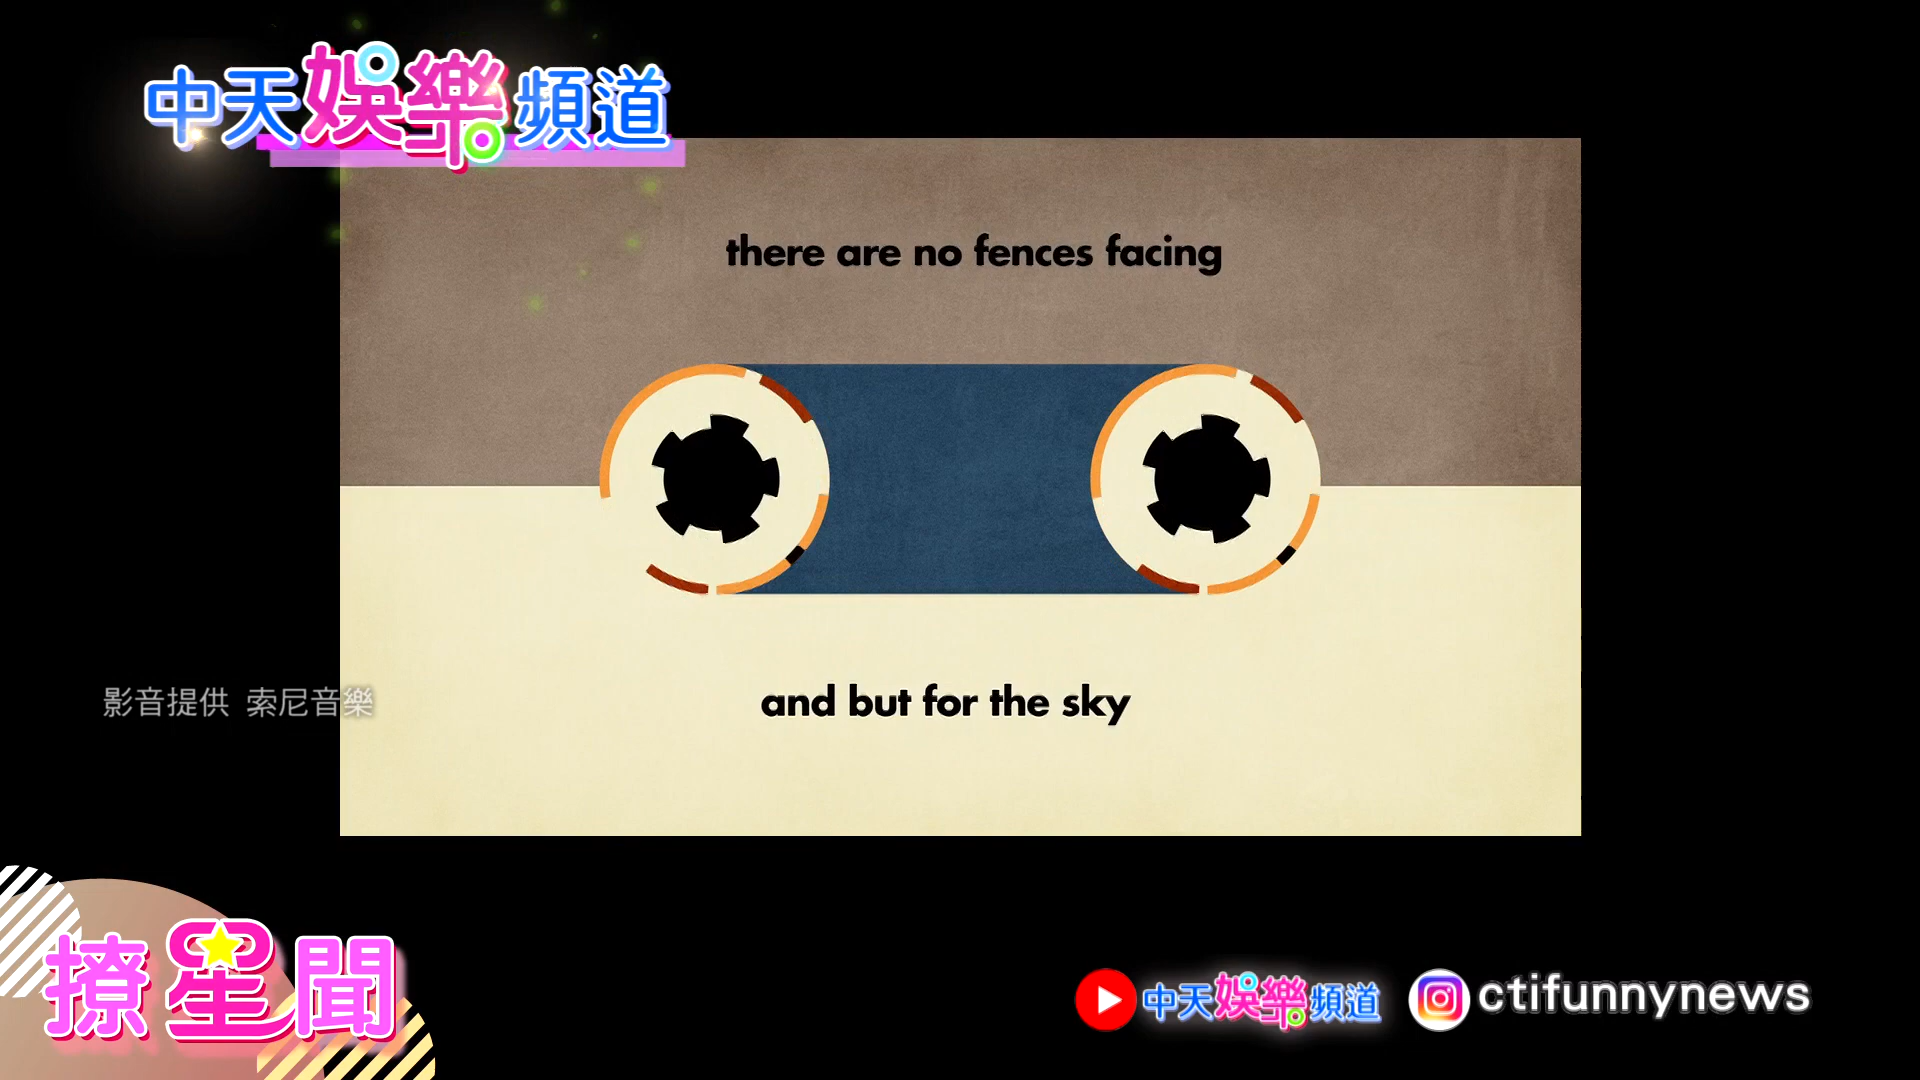 中天娛樂頻道
there are no fences facing
and but for the sky
影音提供 索尼音樂
撩星聞
中天娛樂頻道
ctifunnynews